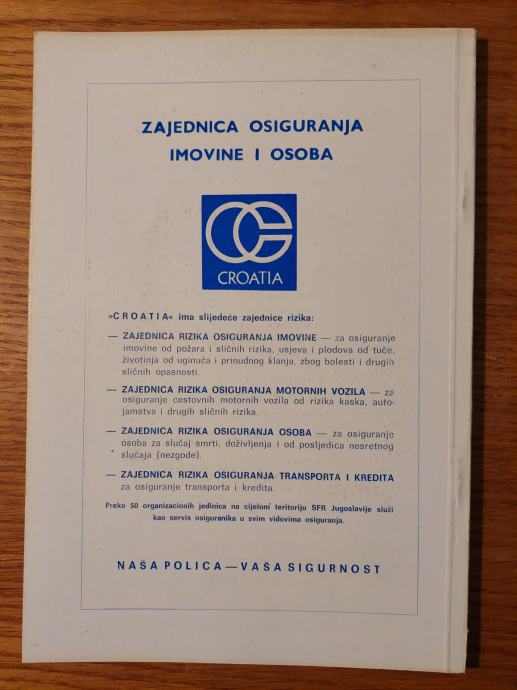 ZAJEDNICA OSIGURANJA
IMOVINE I OSOBA
CROATIA
»CROATIA« ima slijedeće zajednice rizika:
— ZAJEDNICA RIZIKA OSIGURANJA IMOVINE — za osiguranje
imovine od požara i sličnih rizika, usjeva i plodova od tuče,
životinja od uginuća i prinudnog klanja, zbog bolesti i drugih
sličnih opasnosti.
— ZAJEDNICA RIZIKA OSIGURANJA MOTORNIH VOZILA — za
osiguranje cestovnih motornih vozila od rizika kaska, auto-
jamstva i drugih sličnih rizika.
— ZAJEDNICA RIZIKA OSIGURANJA OSOBA — za osiguranje
osoba za slučaj smrti, doživljenja i od posljedica nesretnog
slučaja (nezgode).
— ZAJEDNICA RIZIKA OSIGURANJA TRANSPORTA I KREDITA
za osiguranje transporta i kredita.
Preko 50 organizacionih jedinica na cijelom teritoriju SFR Jugoslavije služi
kao servis osiguranika u svim vidovima osiguranja.
NAŠA POLICA — VAŠA SIGURNOST